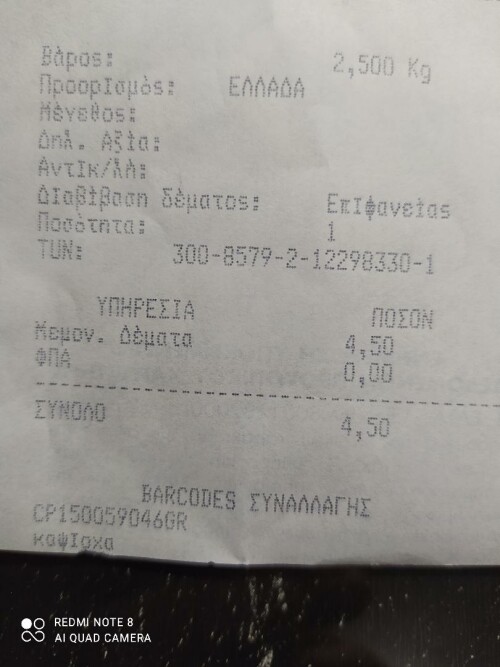 Βάρος: 2,500 Kg
Προορισμός: ΕΛΛΑΔΑ
Μέγεθος:
Δηλ. Αξία:
Αντικ/λή:
Διαβίβαση δέματος: Επιφανείας
Ποσότητα: 1
TUN: 300-8579-2-12298330-1
ΥΠΗΡΕΣΙΑ ΠΟΣΟΝ
Μεμον. Δέματα 4,50
ΦΠΑ 0,00
ΣΥΝΟΛΟ 4,50
BARCODES ΣΥΝΑΛΛΑΓΗΣ
CP150059046GR
REDMI NOTE 8
AI QUAD CAMERA